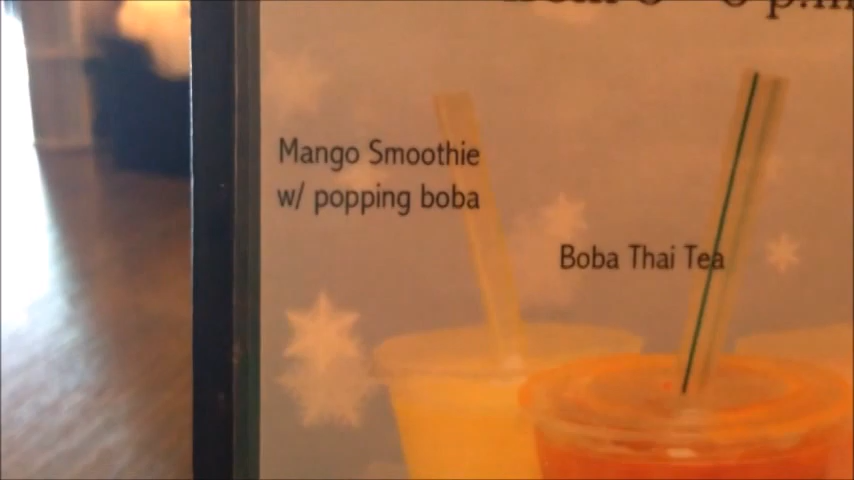 p.m
Mango Smoothie
w/ popping boba
Boba Thai Tea